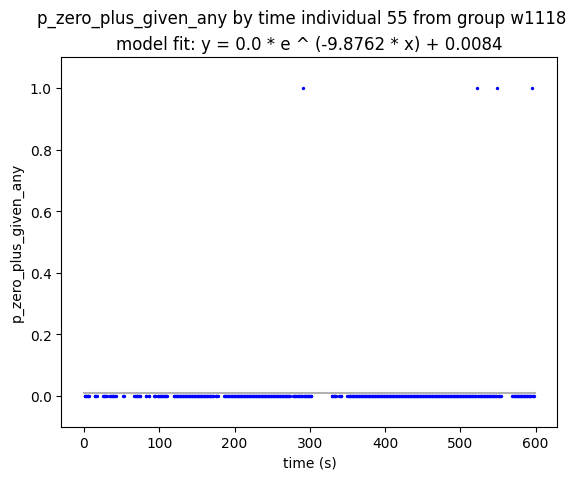 p_zero_plus_given_any by time individual 55 from group w1118
model fit: y = 0.0 * e ^ (-9.8762 * x) + 0.0084
1.0
0.8
0.6
0.4
0.2
0.0
p_zero_plus_given_any
0 100 200 300 400 500 600
time (s)